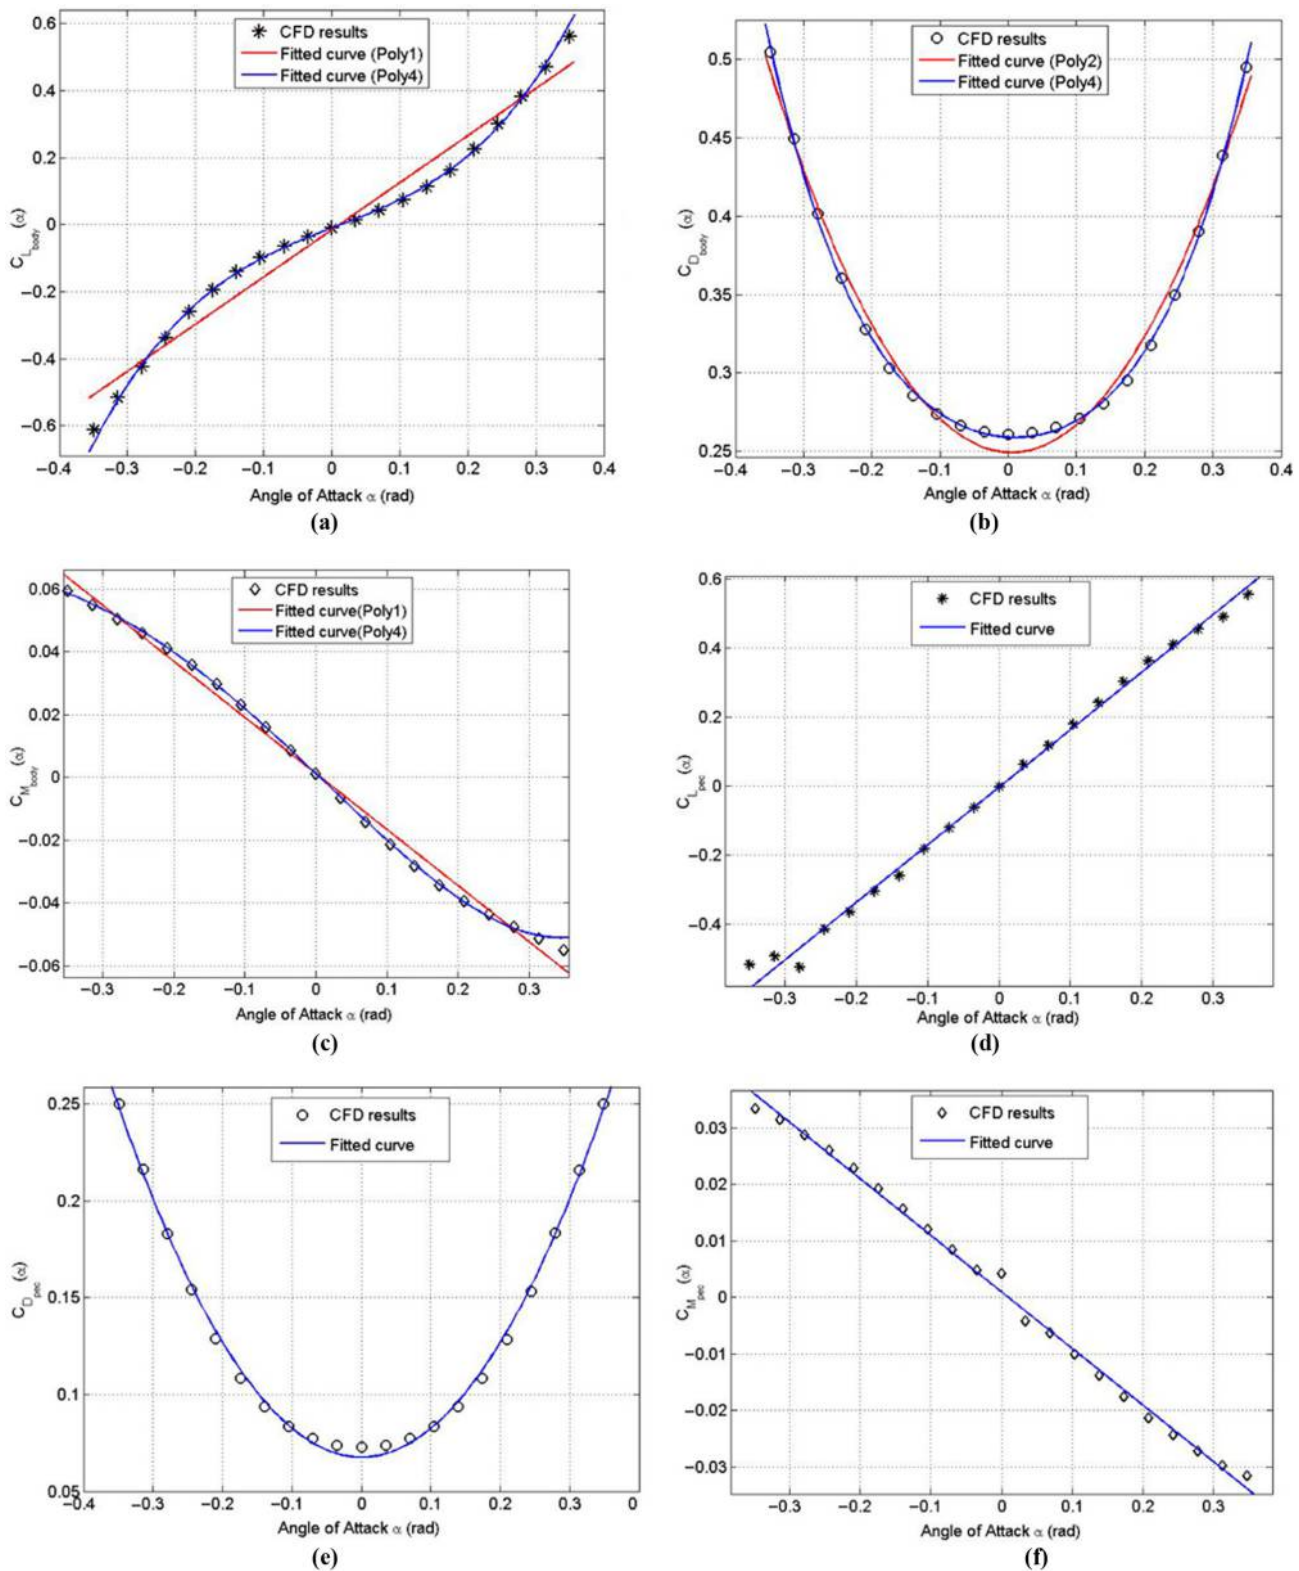 0.6
0.4
0.2
0
−0.2
−0.4
−0.6
−0.4 −0.3 −0.2 −0.1 0 0.1 0.2 0.3 0.4
C_L_body (α)
CFD results
Fitted curve (Poly1)
Fitted curve (Poly4)
Angle of Attack α (rad)
(a)
0.5
0.45
0.4
0.35
0.3
0.25
−0.4 −0.3 −0.2 −0.1 0 0.1 0.2 0.3 0.4
C_D_body (α)
CFD results
Fitted curve (Poly2)
Fitted curve (Poly4)
Angle of Attack α (rad)
(b)
0.06
0.04
0.02
0
−0.02
−0.04
−0.06
−0.3 −0.2 −0.1 0 0.1 0.2 0.3
C_M_body (α)
CFD results
Fitted curve(Poly1)
Fitted curve(Poly4)
Angle of Attack α (rad)
(c)
0.6
0.4
0.2
0
−0.2
−0.4
−0.3 −0.2 −0.1 0 0.1 0.2 0.3
C_L_pec (α)
CFD results
Fitted curve
Angle of Attack α (rad)
(d)
0.25
0.2
0.15
0.1
0.05
−0.4 −0.3 −0.2 −0.1 0 0.1 0.2 0.3 0
C_D_pec (α)
CFD results
Fitted curve
Angle of Attack α (rad)
(e)
0.03
0.02
0.01
0
−0.01
−0.02
−0.03
−0.3 −0.2 −0.1 0 0.1 0.2 0.3
C_M_pec (α)
CFD results
Fitted curve
Angle of Attack α (rad)
(f)